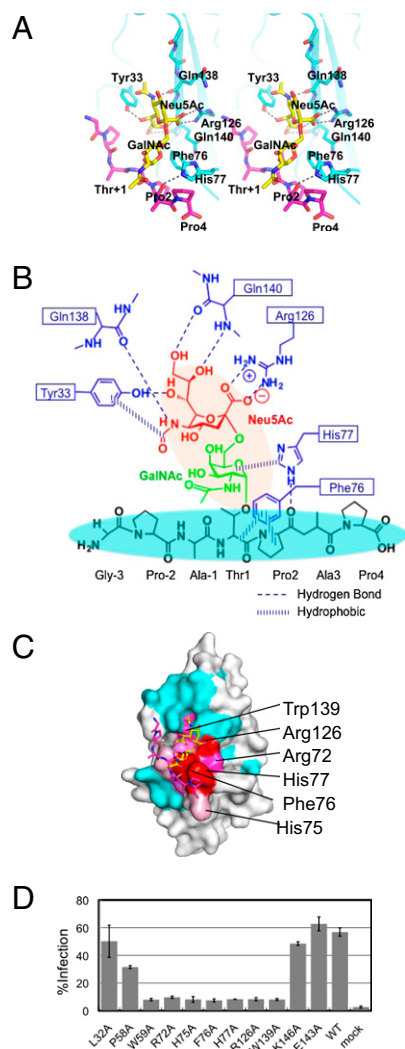 A
Tyr33 Gln138 Tyr33 Gln138
Neu5Ac Neu5Ac
Arg126 Arg126
Gln140 Gln140
GalNAc GalNAc
Phe76 Phe76
His77 His77
Thr+1 Pro2 Thr+1 Pro2
Pro4 Pro4
B
Gln140
Gln138
Arg126
Tyr33
Neu5Ac
GalNAc
His77
Phe76
Gly-3 Pro-2 Ala-1 Thr1 Pro2 Ala3 Pro4
Hydrogen Bond
Hydrophobic
C
Trp139
Arg126
Arg72
His77
Phe76
His75
D
80
60
40
20
0
%Infection
L32A P58A W59A R72A H75A F76A H77A R126A W139A K146A E143A WT mock